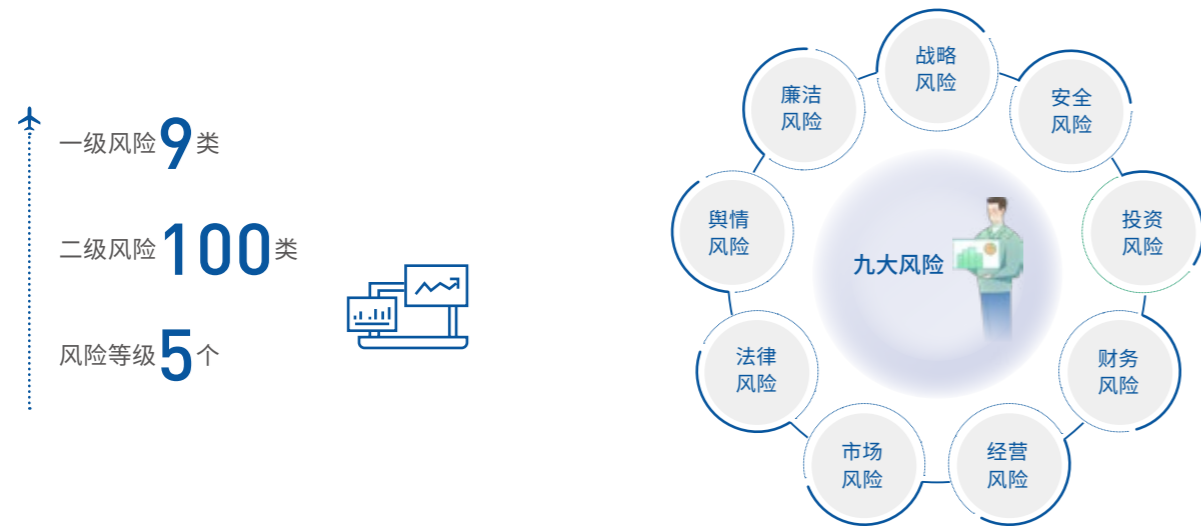 一级风险9类
二级风险100类
风险等级5个
战略
风险
安全
风险
投资
风险
财务
风险
经营
风险
市场
风险
法律
风险
舆情
风险
廉洁
风险
九大风险